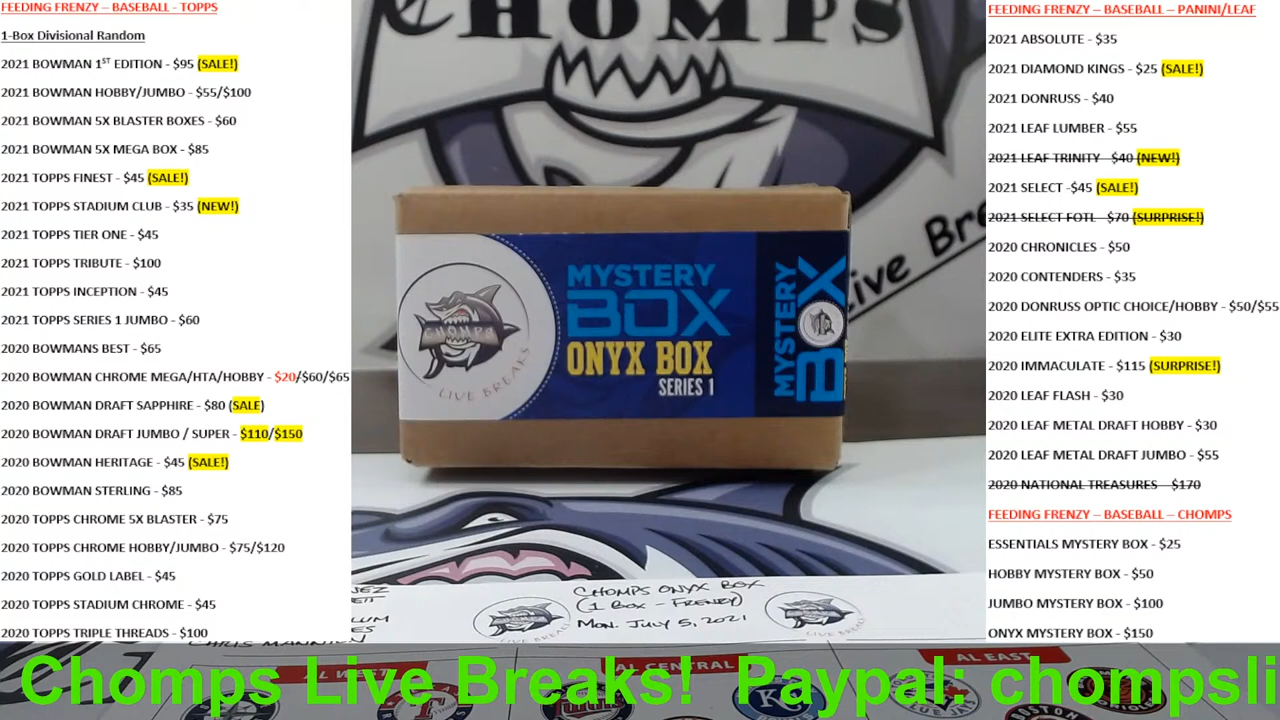 FEEDING FRENZY – BASEBALL - TOPPS
1-Box Divisional Random
2021 BOWMAN 1ST EDITION - $95 (SALE!)
2021 BOWMAN HOBBY/JUMBO - $55/$100
2021 BOWMAN 5X BLASTER BOXES - $60
2021 BOWMAN 5X MEGA BOX - $85
2021 TOPPS FINEST - $45 (SALE!)
2021 TOPPS STADIUM CLUB - $35 (NEW!)
2021 TOPPS TIER ONE - $45
2021 TOPPS TRIBUTE - $100
2021 TOPPS INCEPTION - $45
2021 TOPPS SERIES 1 JUMBO - $60
2020 BOWMANS BEST - $65
2020 BOWMAN CHROME MEGA/HTA/HOBBY - $20/$60/$65
2020 BOWMAN DRAFT SAPPHIRE - $80 (SALE)
2020 BOWMAN DRAFT JUMBO / SUPER - $110/$150
2020 BOWMAN HERITAGE - $45 (SALE!)
2020 BOWMAN STERLING - $85
2020 TOPPS CHROME 5X BLASTER - $75
2020 TOPPS CHROME HOBBY/JUMBO - $75/$120
2020 TOPPS GOLD LABEL - $45
2020 TOPPS STADIUM CHROME - $45
2020 TOPPS TRIPLE THREADS - $100
CHOMPS
Live Bre
MYSTERY
BOX
ONYX BOX
SERIES 1
CHOMPS
LIVE BREAKS
MYSTERY
BOX
CHOMPS ONYX BOX
(1 BOX - FRENZY)
MON. JULY 5, 2021
CHRIS MANNION
FEEDING FRENZY – BASEBALL – PANINI/LEAF
2021 ABSOLUTE - $35
2021 DIAMOND KINGS - $25 (SALE!)
2021 DONRUSS - $40
2021 LEAF LUMBER - $55
2021 LEAF TRINITY - $40 (NEW!)
2021 SELECT -$45 (SALE!)
2021 SELECT FOTL - $70 (SURPRISE!)
2020 CHRONICLES - $50
2020 CONTENDERS - $35
2020 DONRUSS OPTIC CHOICE/HOBBY - $50/$55
2020 ELITE EXTRA EDITION - $30
2020 IMMACULATE - $115 (SURPRISE!)
2020 LEAF FLASH - $30
2020 LEAF METAL DRAFT HOBBY - $30
2020 LEAF METAL DRAFT JUMBO - $55
2020 NATIONAL TREASURES - $170
FEEDING FRENZY – BASEBALL – CHOMPS
ESSENTIALS MYSTERY BOX - $25
HOBBY MYSTERY BOX - $50
JUMBO MYSTERY BOX - $100
ONYX MYSTERY BOX - $150
AL WEST
AL CENTRAL
AL EAST
Chomps Live Breaks! Paypal: chompsli